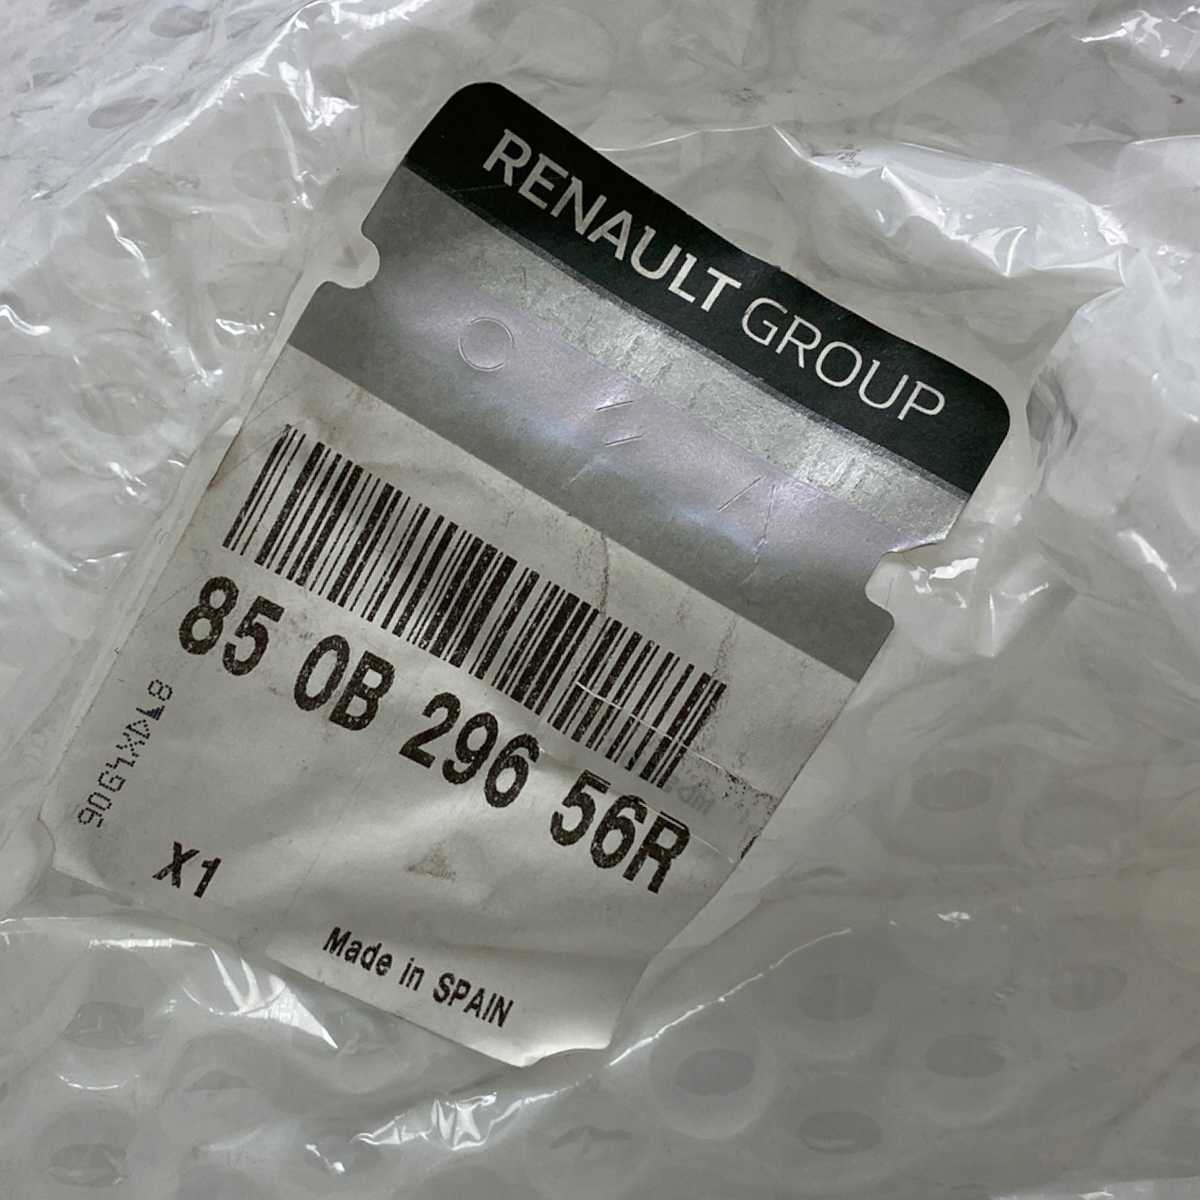 RENAULT GROUP
85 0B 296 56R
X1
Made in SPAIN